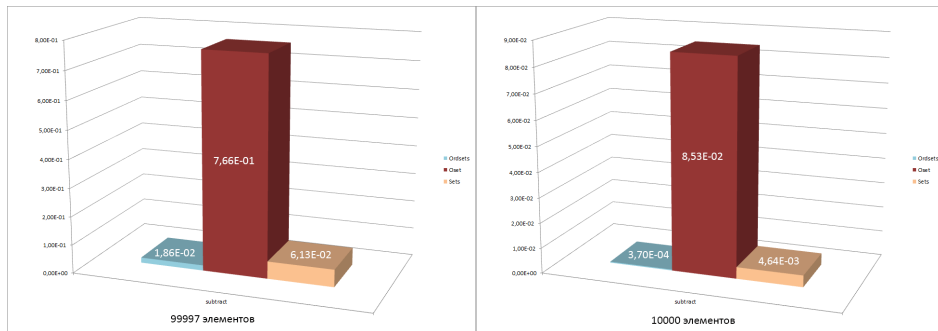 8,00E-01
7,00E-01
6,00E-01
5,00E-01
4,00E-01
3,00E-01
2,00E-01
1,00E-01
0,00E+00
7,66E-01
1,86E-02
6,13E-02
Ordsets
Oset
Sets
subtract
99997 элементов
9,00E-02
8,00E-02
7,00E-02
6,00E-02
5,00E-02
4,00E-02
3,00E-02
2,00E-02
1,00E-02
0,00E+00
8,53E-02
3,70E-04
4,64E-03
Ordsets
Oset
Sets
subtract
10000 элементов